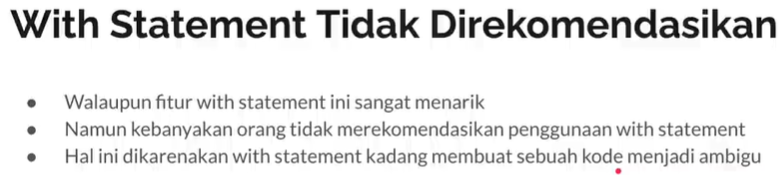 With Statement Tidak Direkomendasikan
● Walaupun fitur with statement ini sangat menarik
● Namun kebanyakan orang tidak merekomendasikan penggunaan with statement
● Hal ini dikarenakan with statement kadang membuat sebuah kode menjadi ambigu